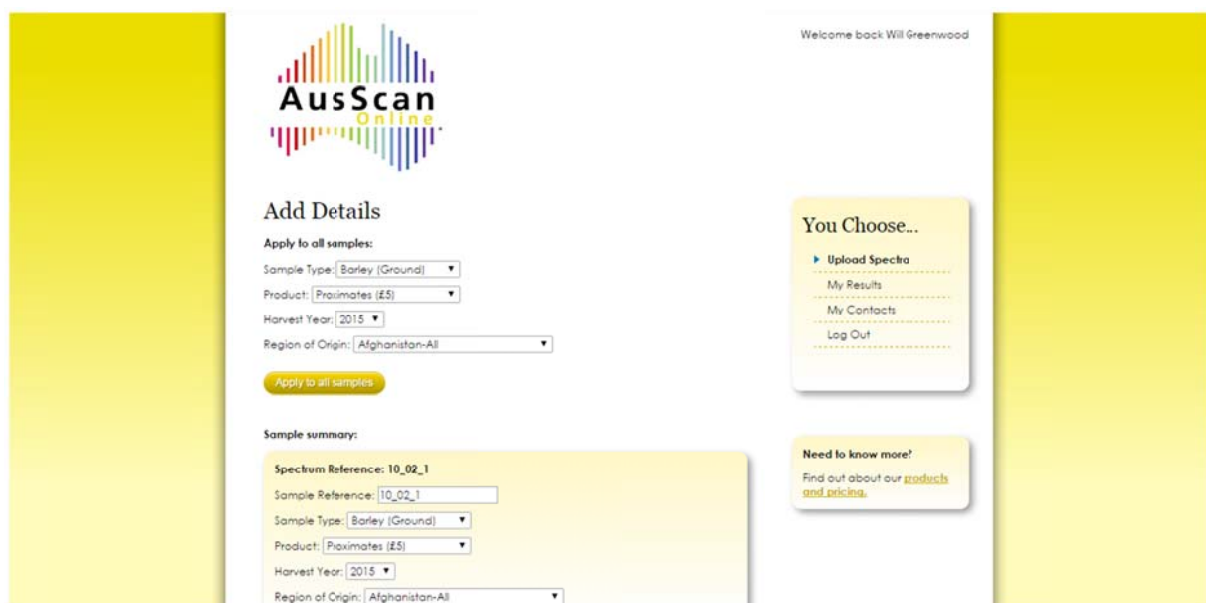 Welcome back Will Greenwood
AusScan
Online
Add Details
Apply to all samples:
Sample Type: Barley (Ground)
Product: Proximates (£5)
Harvest Year: 2015
Region of Origin: Afghanistan-All
Apply to all samples
You Choose...
Upload Spectra
My Results
My Contacts
Log Out
Sample summary:
Spectrum Reference: 10_02_1
Sample Reference: 10_02_1
Sample Type: Barley (Ground)
Product: Proximates (£5)
Harvest Year: 2015
Region of Origin: Afghanistan-All
Need to know more?
Find out about our products
and pricing.